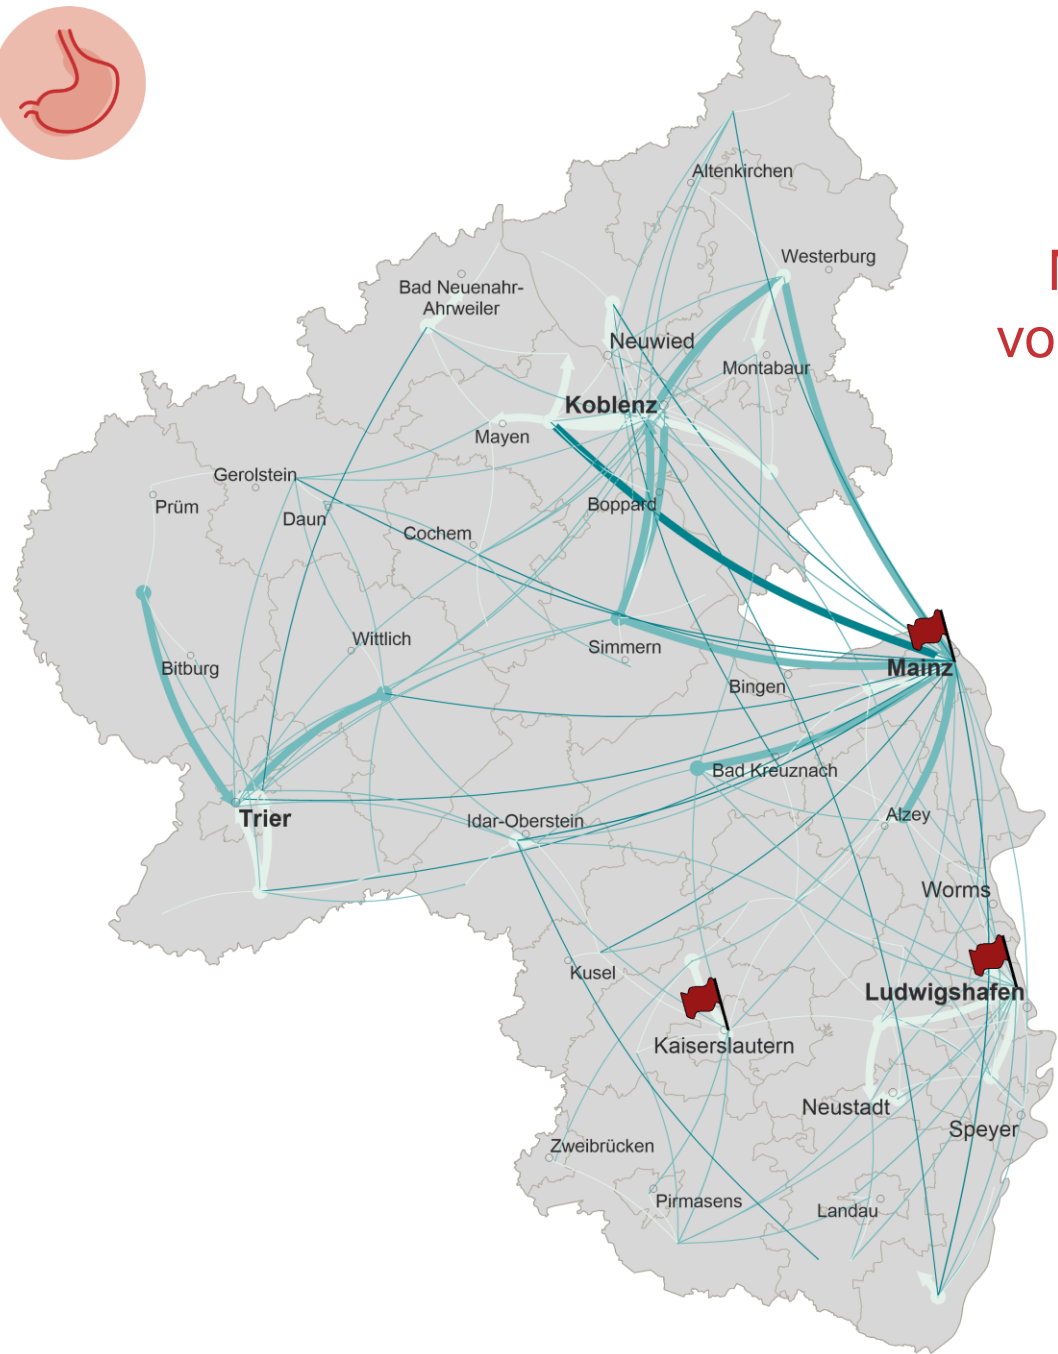 Altenkirchen
Westerburg
Bad Neuenahr-
Ahrweiler
Neuwied
vo
Montabaur
Koblenz
Mayen
Gerolstein
Prüm
Daun
Boppard
Cochem
Wittlich
Simmern
Bitburg
Mainz
Bingen
Bad Kreuznach
Trier
Idar-Oberstein
Alzey
Worms
Kusel
Ludwigshafen
Kaiserslautern
Neustadt
Speyer
Zweibrücken
Pirmasens
Landau